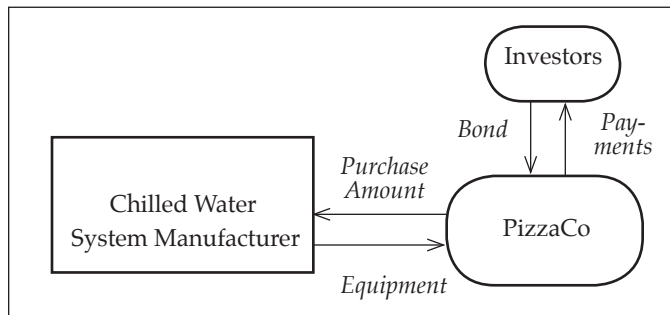 Investors
Bond
Pay-
ments
Purchase
Amount
Chilled Water
System Manufacturer
PizzaCo
Equipment